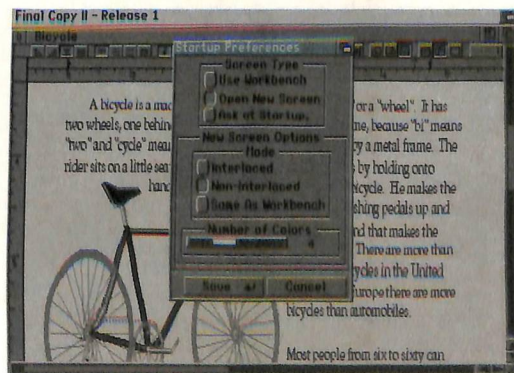 Final Copy II - Release 1
Bicycle
Startup Preferences
Screen Type
Use Workbench
Open New Screen
Ask at Startup.
New Screen Options
Mode
Interlaced
Non-Interlaced
Same As Workbench
Number of Colors
4
Save
Cancel
A bicycle is a mac
or a "wheel". It has
two wheels, one behin
me, because "bi" means
"two" and "cycle" mean
by a metal frame. The
rider sits on a little sea
s by holding onto
hand
bicycle. He makes the
shing pedals up and
nd that makes the
There are more than
ycles in the United
Europe there are more
bicycles than automobiles.
Most people from six to sixty can